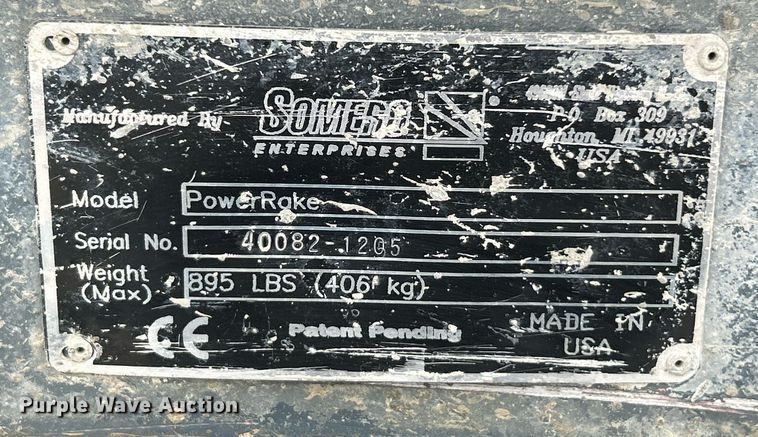 Manufactured By
SOMERO
ENTERPRISES
P.O. Box 309
Houghton, MI 49931
USA
Model PowerRake
Serial No. 40082-1205
Weight (Max) 895 LBS (406 kg)
CE
Patent Pending
MADE IN USA
Purple Wave Auction